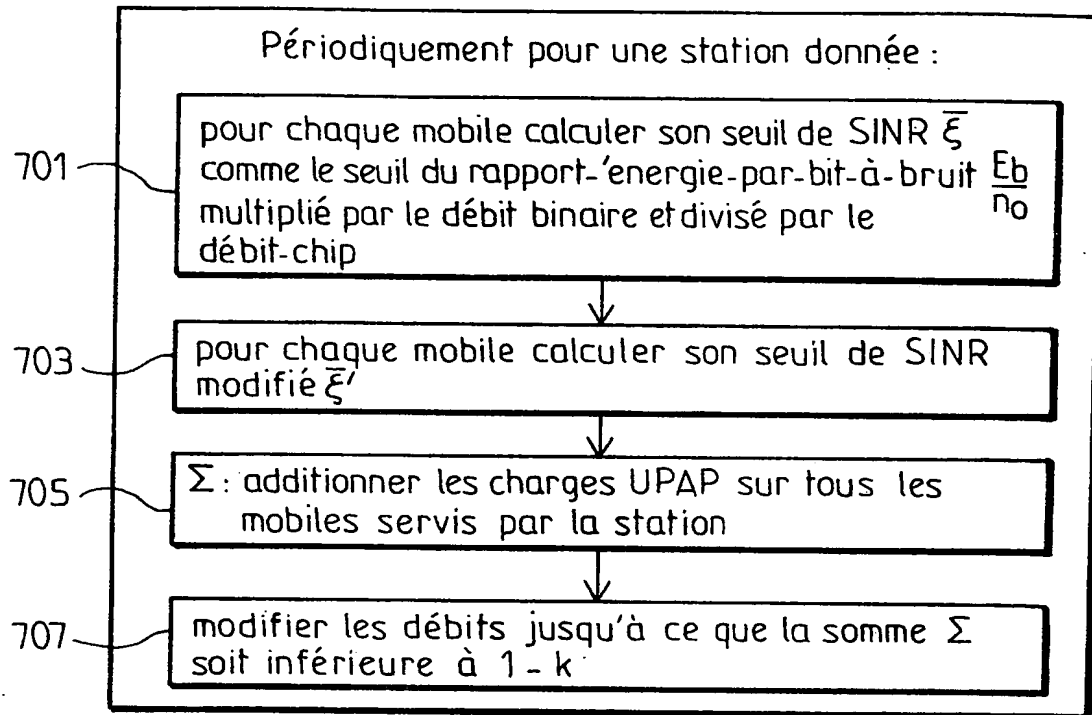 Périodiquement pour une station donnée :
701
pour chaque mobile calculer son seuil de SINR ξ̅
comme le seuil du rapport-'energie-par-bit-à-bruit Eb/n0
multiplié par le débit binaire et divisé par le
débit-chip
703
pour chaque mobile calculer son seuil de SINR
modifié ξ̅'
705
Σ: additionner les charges UPAP sur tous les
mobiles servis par la station
707
modifier les débits jusqu'à ce que la somme Σ
soit inférieure à 1 - k